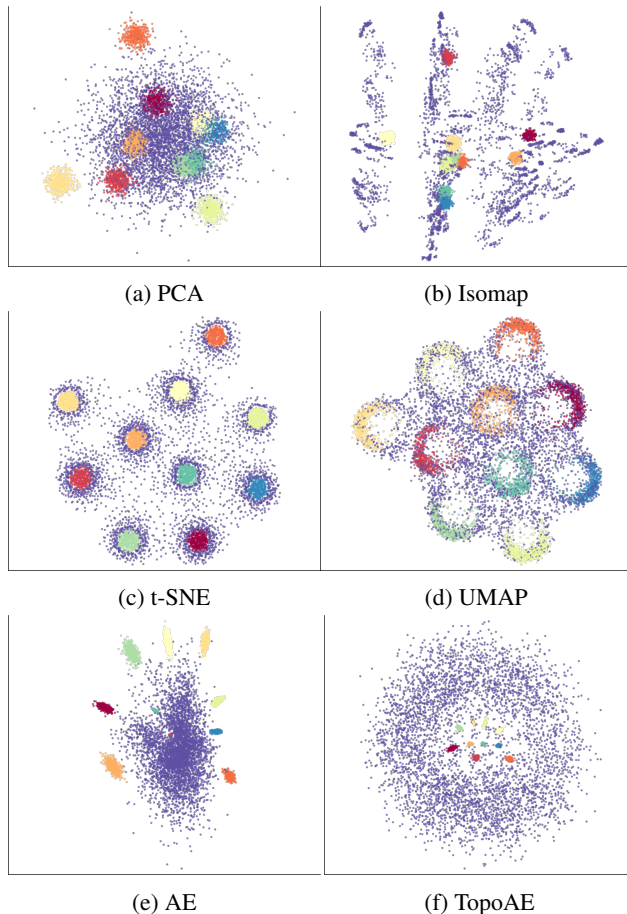 (a) PCA
(b) Isomap
(c) t-SNE
(d) UMAP
(e) AE
(f) TopoAE